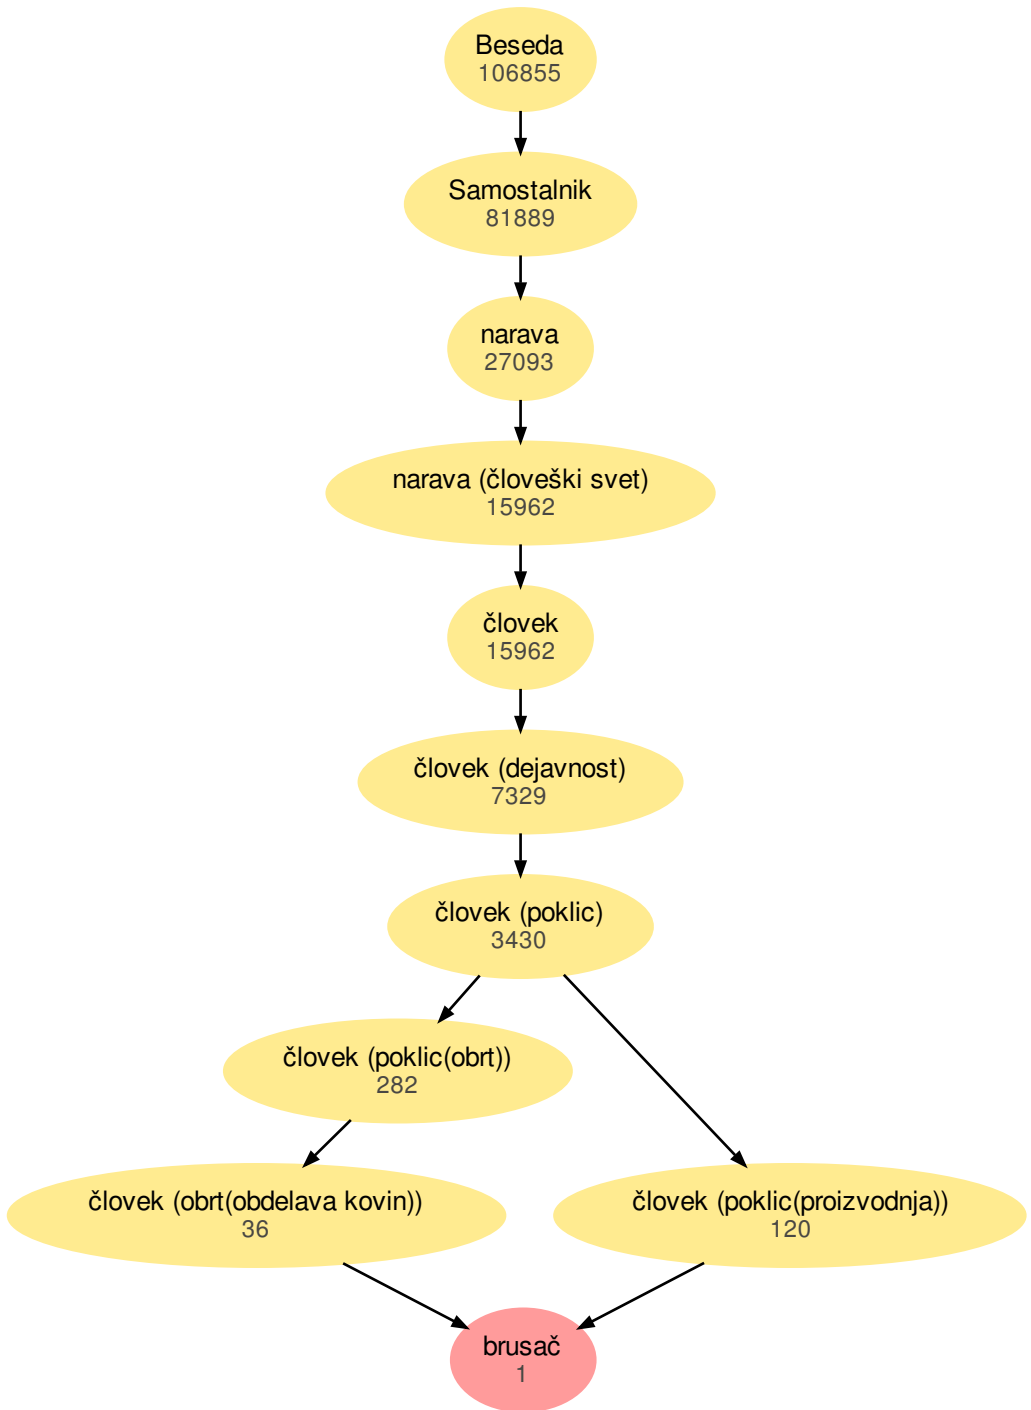 Beseda
106855
Samostalnik
81889
narava
27093
narava (človeški svet)
15962
človek
15962
človek (dejavnost)
7329
človek (poklic)
3430
človek (poklic(obrt))
282
človek (obrt(obdelava kovin))
36
človek (poklic(proizvodnja))
120
brusač
1